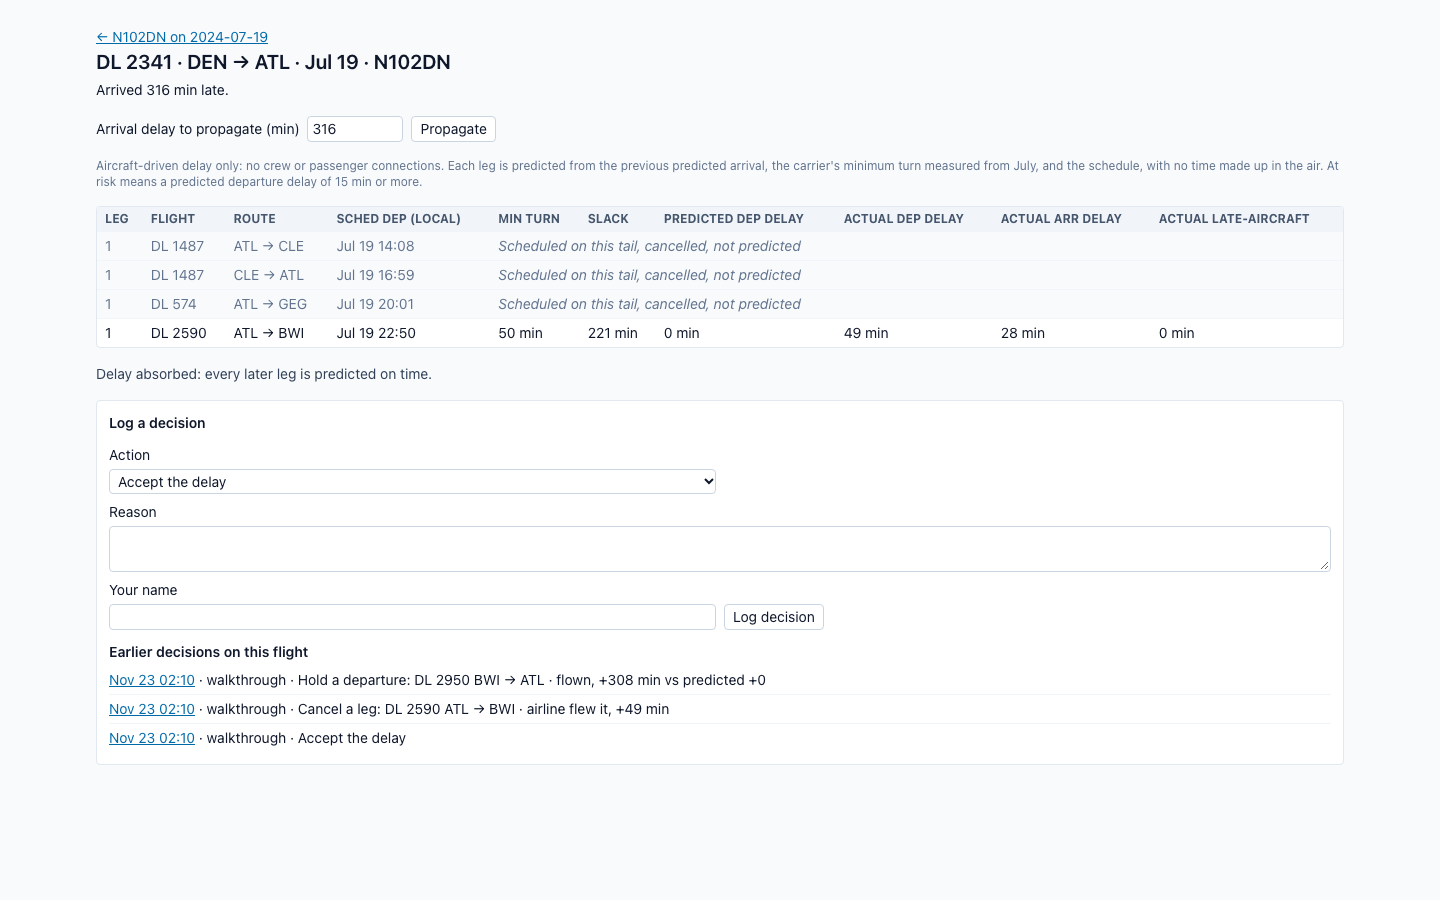 ← N102DN on 2024-07-19
DL 2341 · DEN → ATL · Jul 19 · N102DN
Arrived 316 min late.
Arrival delay to propagate (min) 316 Propagate
Aircraft-driven delay only: no crew or passenger connections. Each leg is predicted from the previous predicted arrival, the carrier's minimum turn measured from July, and the schedule, with no time made up in the air. At
risk means a predicted departure delay of 15 min or more.
LEG FLIGHT ROUTE SCHED DEP (LOCAL) MIN TURN SLACK PREDICTED DEP DELAY ACTUAL DEP DELAY ACTUAL ARR DELAY ACTUAL LATE-AIRCRAFT
1 DL 1487 ATL → CLE Jul 19 14:08 Scheduled on this tail, cancelled, not predicted
1 DL 1487 CLE → ATL Jul 19 16:59 Scheduled on this tail, cancelled, not predicted
1 DL 574 ATL → GEG Jul 19 20:01 Scheduled on this tail, cancelled, not predicted
1 DL 2590 ATL → BWI Jul 19 22:50 50 min 221 min 0 min 49 min 28 min 0 min
Delay absorbed: every later leg is predicted on time.
Log a decision
Action
Accept the delay
Reason
Your name
Log decision
Earlier decisions on this flight
Nov 23 02:10 · walkthrough · Hold a departure: DL 2950 BWI → ATL · flown, +308 min vs predicted +0
Nov 23 02:10 · walkthrough · Cancel a leg: DL 2590 ATL → BWI · airline flew it, +49 min
Nov 23 02:10 · walkthrough · Accept the delay